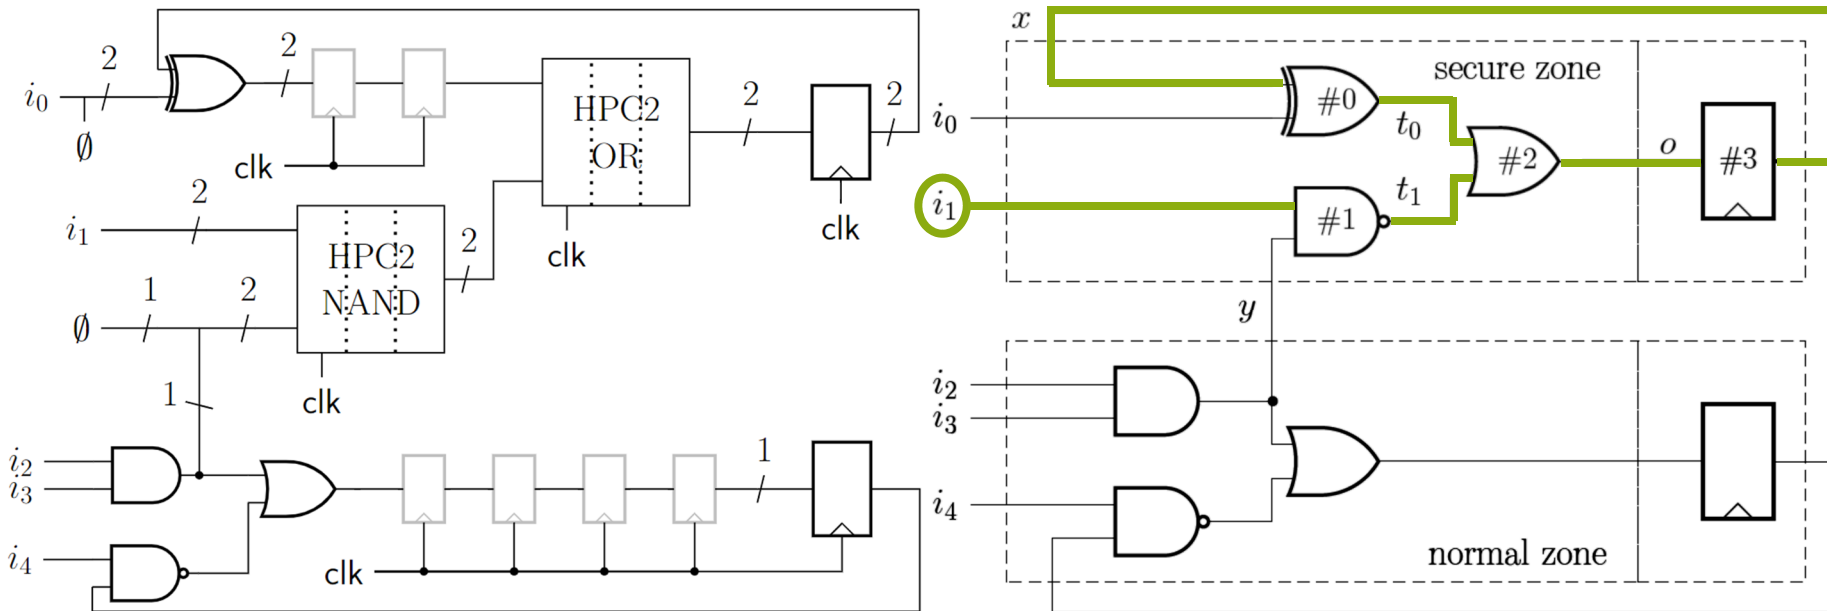 2
2
i₀
∅
HPC2
OR
2
2
clk
clk
clk
2
i₁
HPC2
NAND
2
∅
1
2
clk
1
i₂
i₃
i₄
1
clk
x
secure zone
i₀
#0
t₀
#2
o
#3
i₁
#1
t₁
y
i₂
i₃
i₄
normal zone